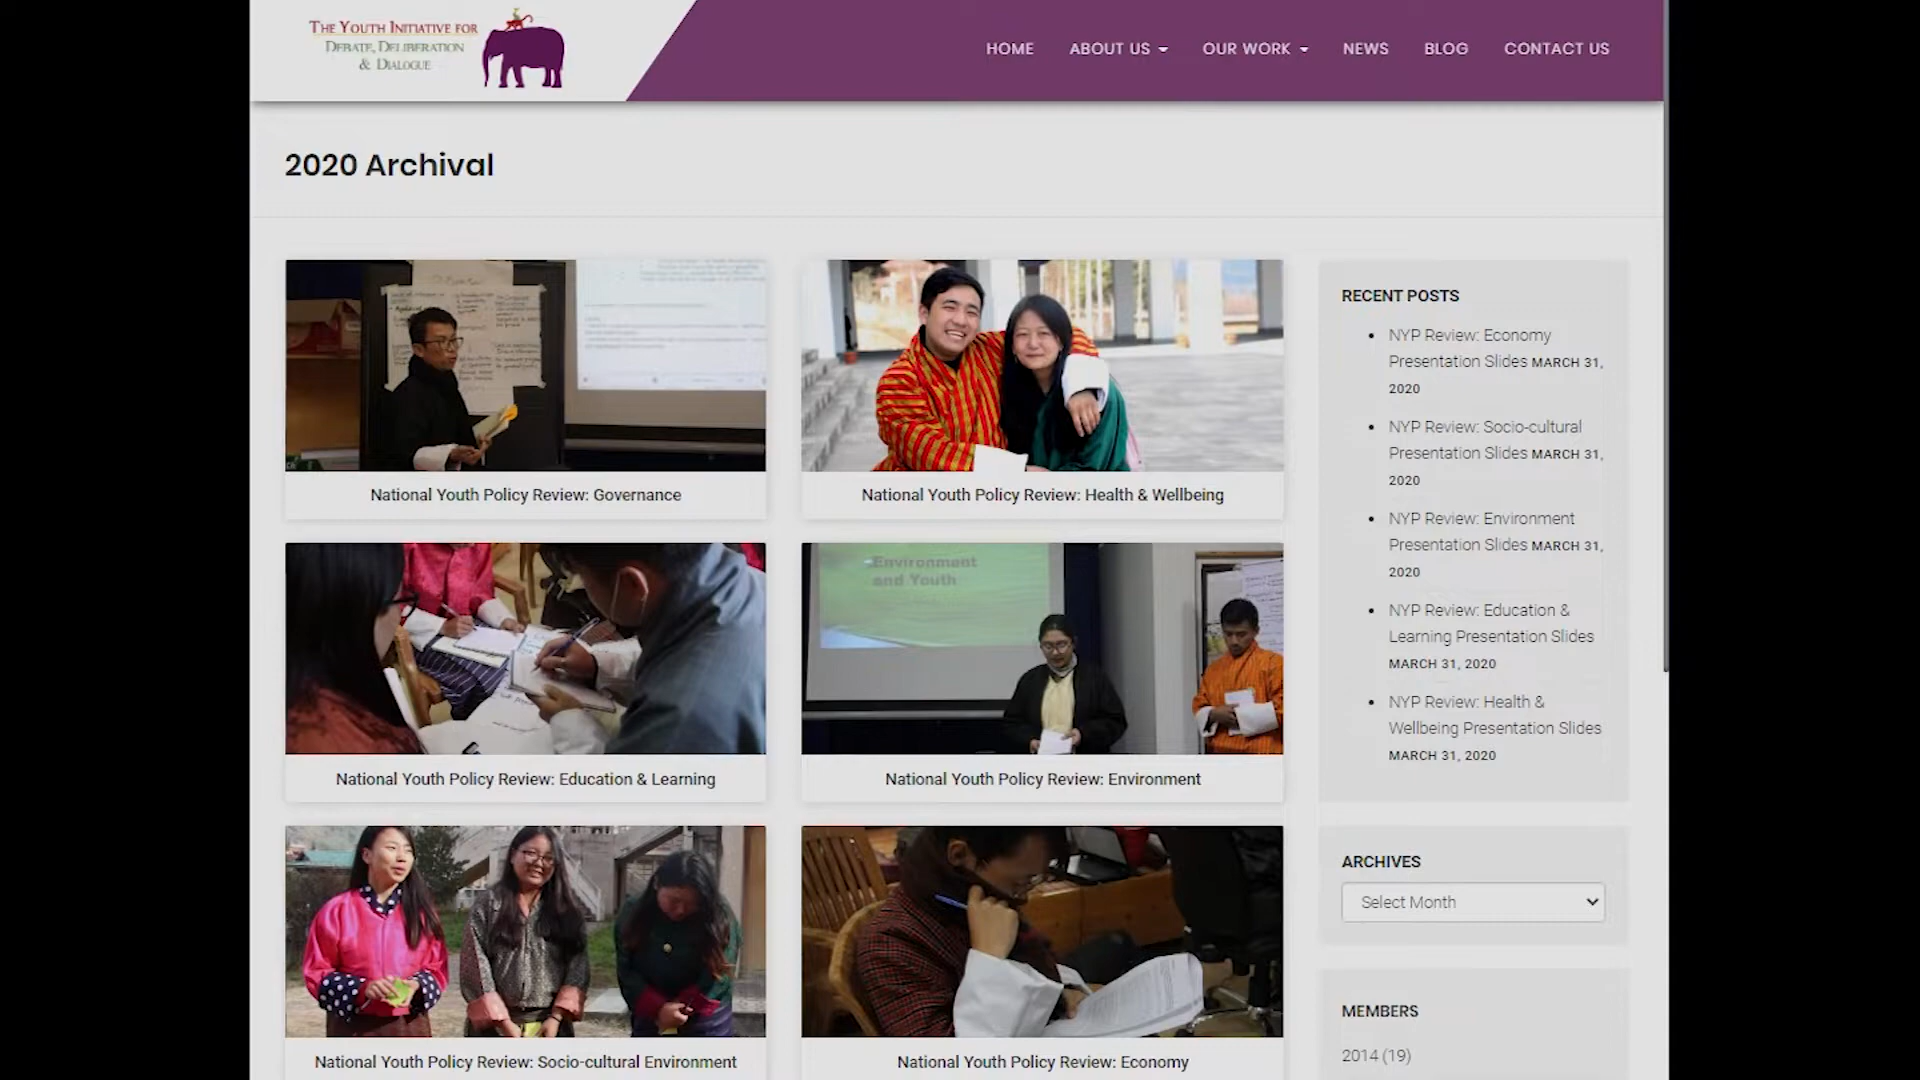 THE YOUTH INITIATIVE FOR
DEBATE, DELIBERATION
& DIALOGUE
HOME
ABOUT US
OUR WORK
NEWS
BLOG
CONTACT US
2020 Archival
National Youth Policy Review: Governance
National Youth Policy Review: Health & Wellbeing
Environment
and Youth
National Youth Policy Review: Education & Learning
National Youth Policy Review: Environment
National Youth Policy Review: Socio-cultural Environment
National Youth Policy Review: Economy
RECENT POSTS
NYP Review: Economy
Presentation Slides MARCH 31,
2020
NYP Review: Socio-cultural
Presentation Slides MARCH 31,
2020
NYP Review: Environment
Presentation Slides MARCH 31,
2020
NYP Review: Education &
Learning Presentation Slides
MARCH 31, 2020
NYP Review: Health &
Wellbeing Presentation Slides
MARCH 31, 2020
ARCHIVES
Select Month
MEMBERS
2014 (19)